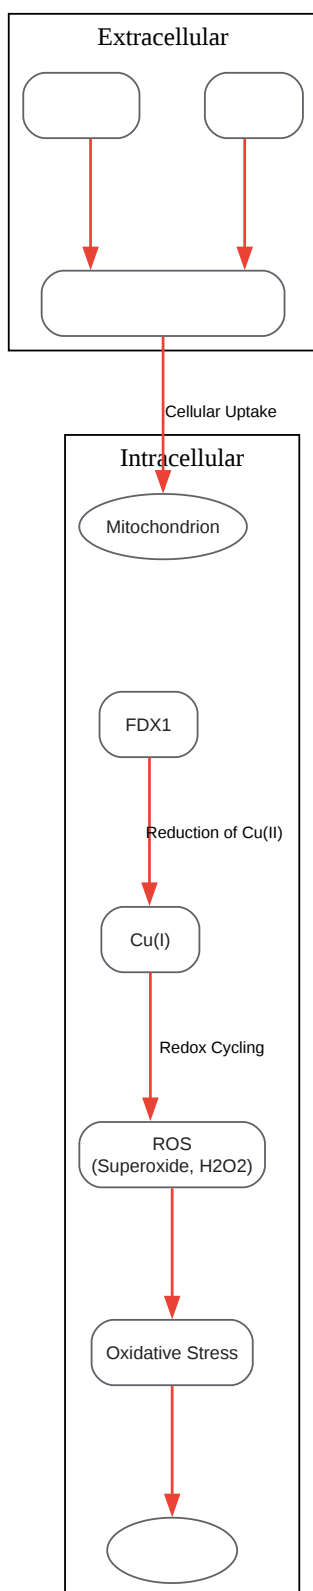 Extracellular
Cellular Uptake
Intracellular
Mitochondrion
FDX1
Reduction of Cu(II)
Cu(I)
Redox Cycling
ROS
(Superoxide, H2O2)
Oxidative Stress